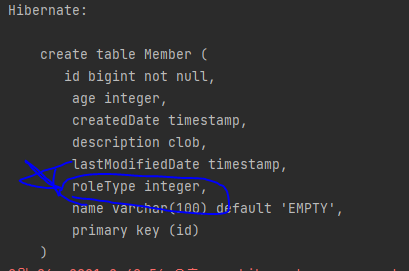 Hibernate:
create table Member (
id bigint not null,
age integer,
createdDate timestamp,
description clob,
lastModifiedDate timestamp,
roleType integer,
name varchar(100) default 'EMPTY',
primary key (id)
)